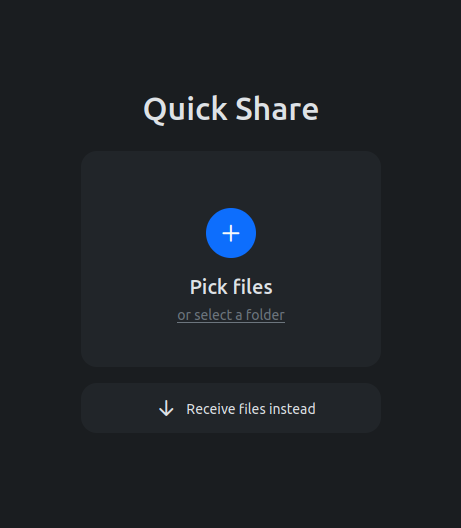 Quick Share
Pick files
or select a folder
Receive files instead